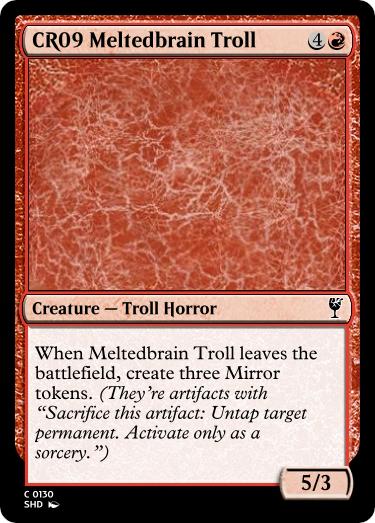 CR09 Meltedbrain Troll 4
Creature — Troll Horror
When Meltedbrain Troll leaves the
battlefield, create three Mirror
tokens. (They're artifacts with
“Sacrifice this artifact: Untap target
permanent. Activate only as a
sorcery.”)
5/3
C 0130
SHD